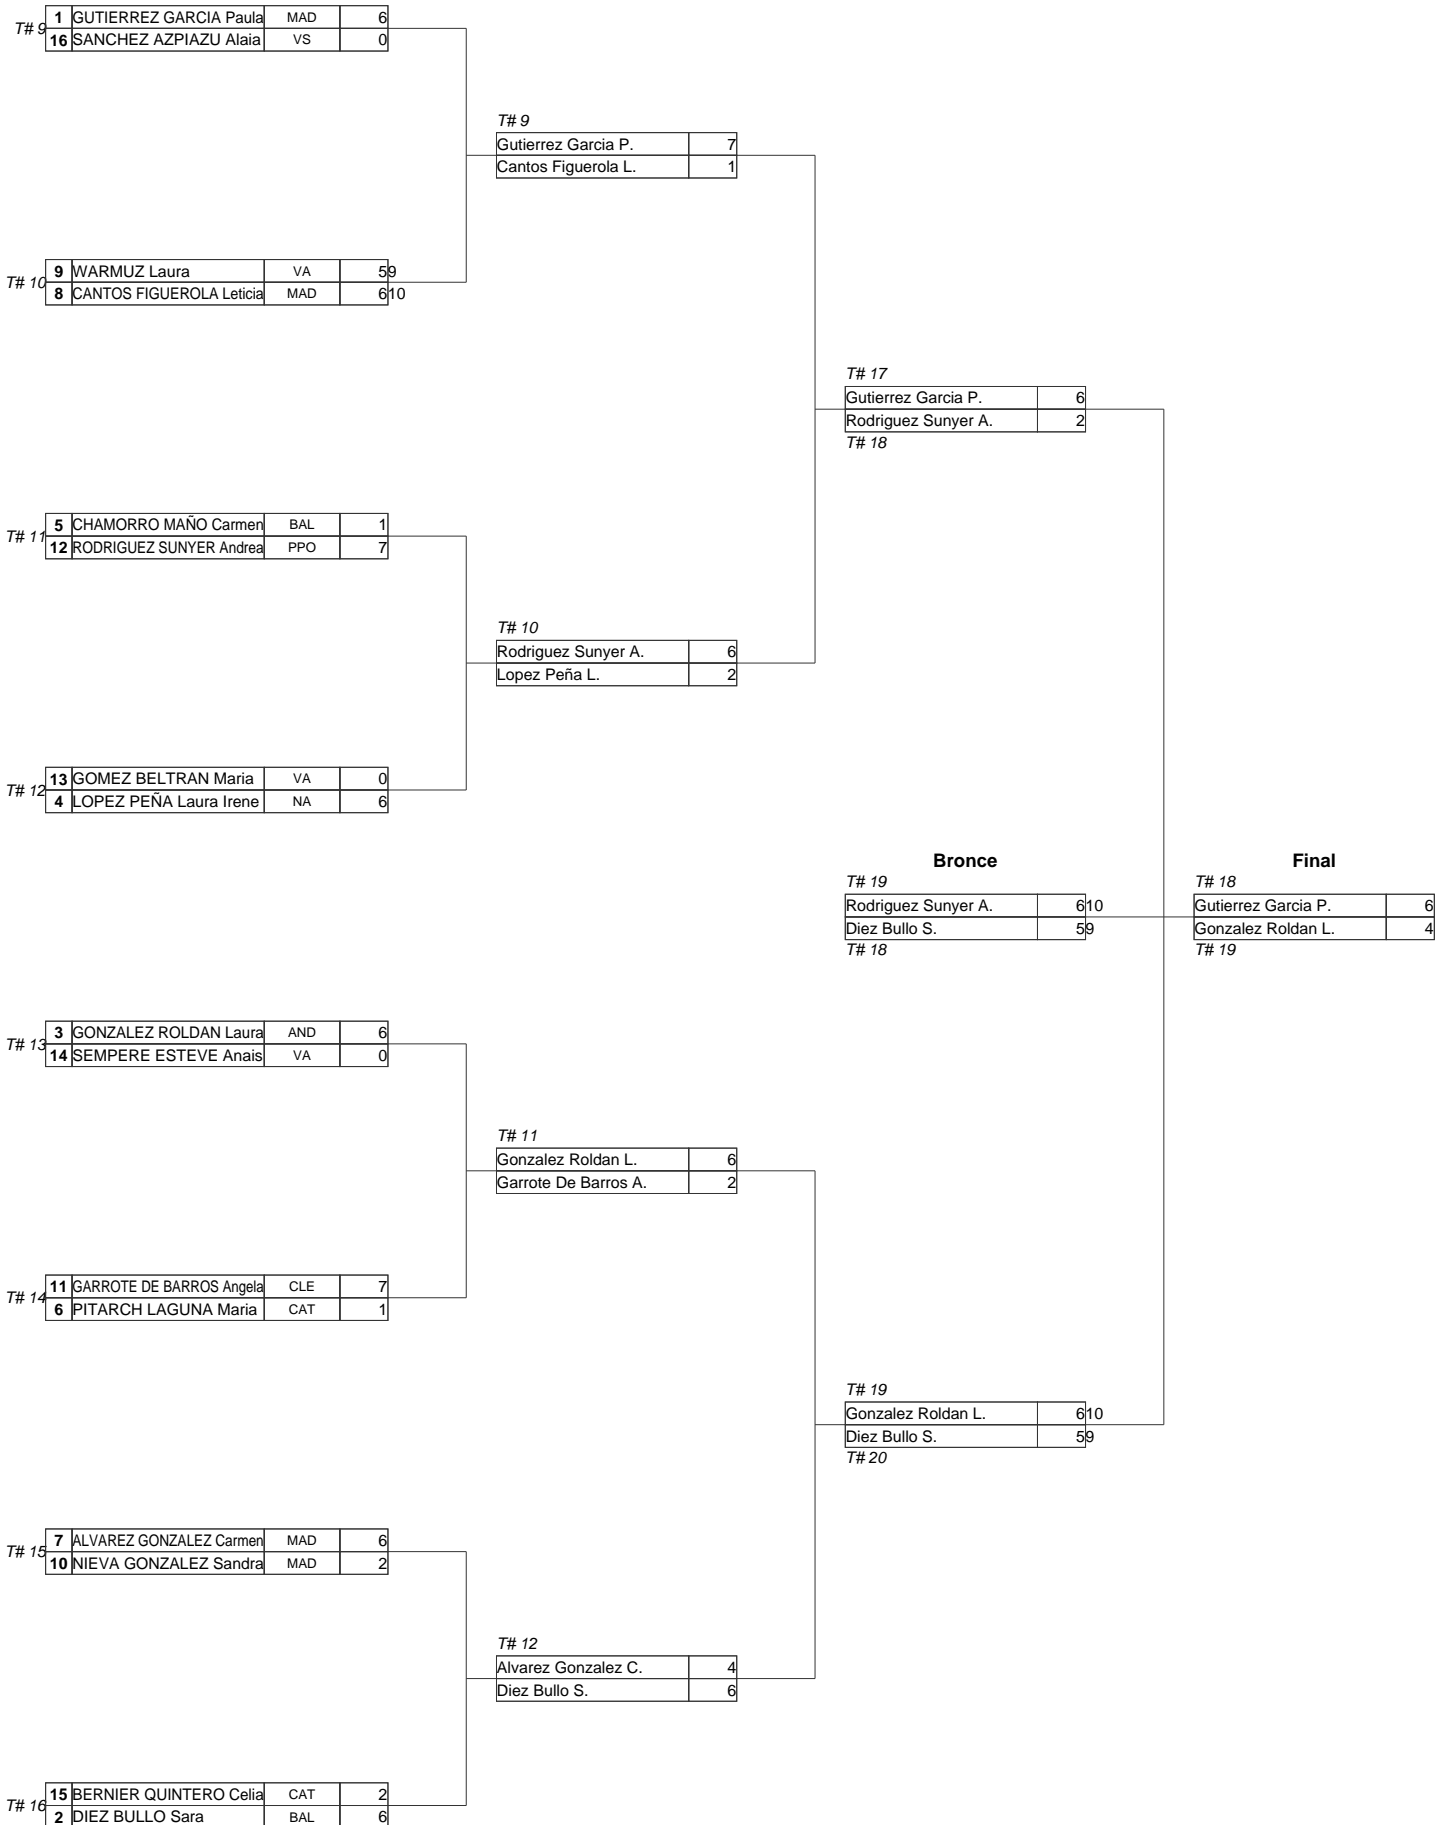 T# 9
1 GUTIERREZ GARCIA Paula MAD 6
16 SANCHEZ AZPIAZU Alaia VS 0
T# 9
Gutierrez Garcia P. 7
Cantos Figuerola L. 1
T# 10
9 WARMUZ Laura VA 5 9
8 CANTOS FIGUEROLA Leticia MAD 6 10
T# 17
Gutierrez Garcia P. 6
Rodriguez Sunyer A. 2
T# 18
T# 11
5 CHAMORRO MAÑO Carmen BAL 1
12 RODRIGUEZ SUNYER Andrea PPO 7
T# 10
Rodriguez Sunyer A. 6
Lopez Peña L. 2
T# 12
13 GOMEZ BELTRAN Maria VA 0
4 LOPEZ PEÑA Laura Irene NA 6
Bronce
T# 19
Rodriguez Sunyer A. 6 10
Diez Bullo S. 5 9
T# 18
Final
T# 18
Gutierrez Garcia P. 6
Gonzalez Roldan L. 4
T# 19
T# 13
3 GONZALEZ ROLDAN Laura AND 6
14 SEMPERE ESTEVE Anais VA 0
T# 11
Gonzalez Roldan L. 6
Garrote De Barros A. 2
T# 14
11 GARROTE DE BARROS Angela CLE 7
6 PITARCH LAGUNA Maria CAT 1
T# 19
Gonzalez Roldan L. 6 10
Diez Bullo S. 5 9
T# 20
T# 15
7 ALVAREZ GONZALEZ Carmen MAD 6
10 NIEVA GONZALEZ Sandra MAD 2
T# 12
Alvarez Gonzalez C. 4
Diez Bullo S. 6
T# 16
15 BERNIER QUINTERO Celia CAT 2
2 DIEZ BULLO Sara BAL 6